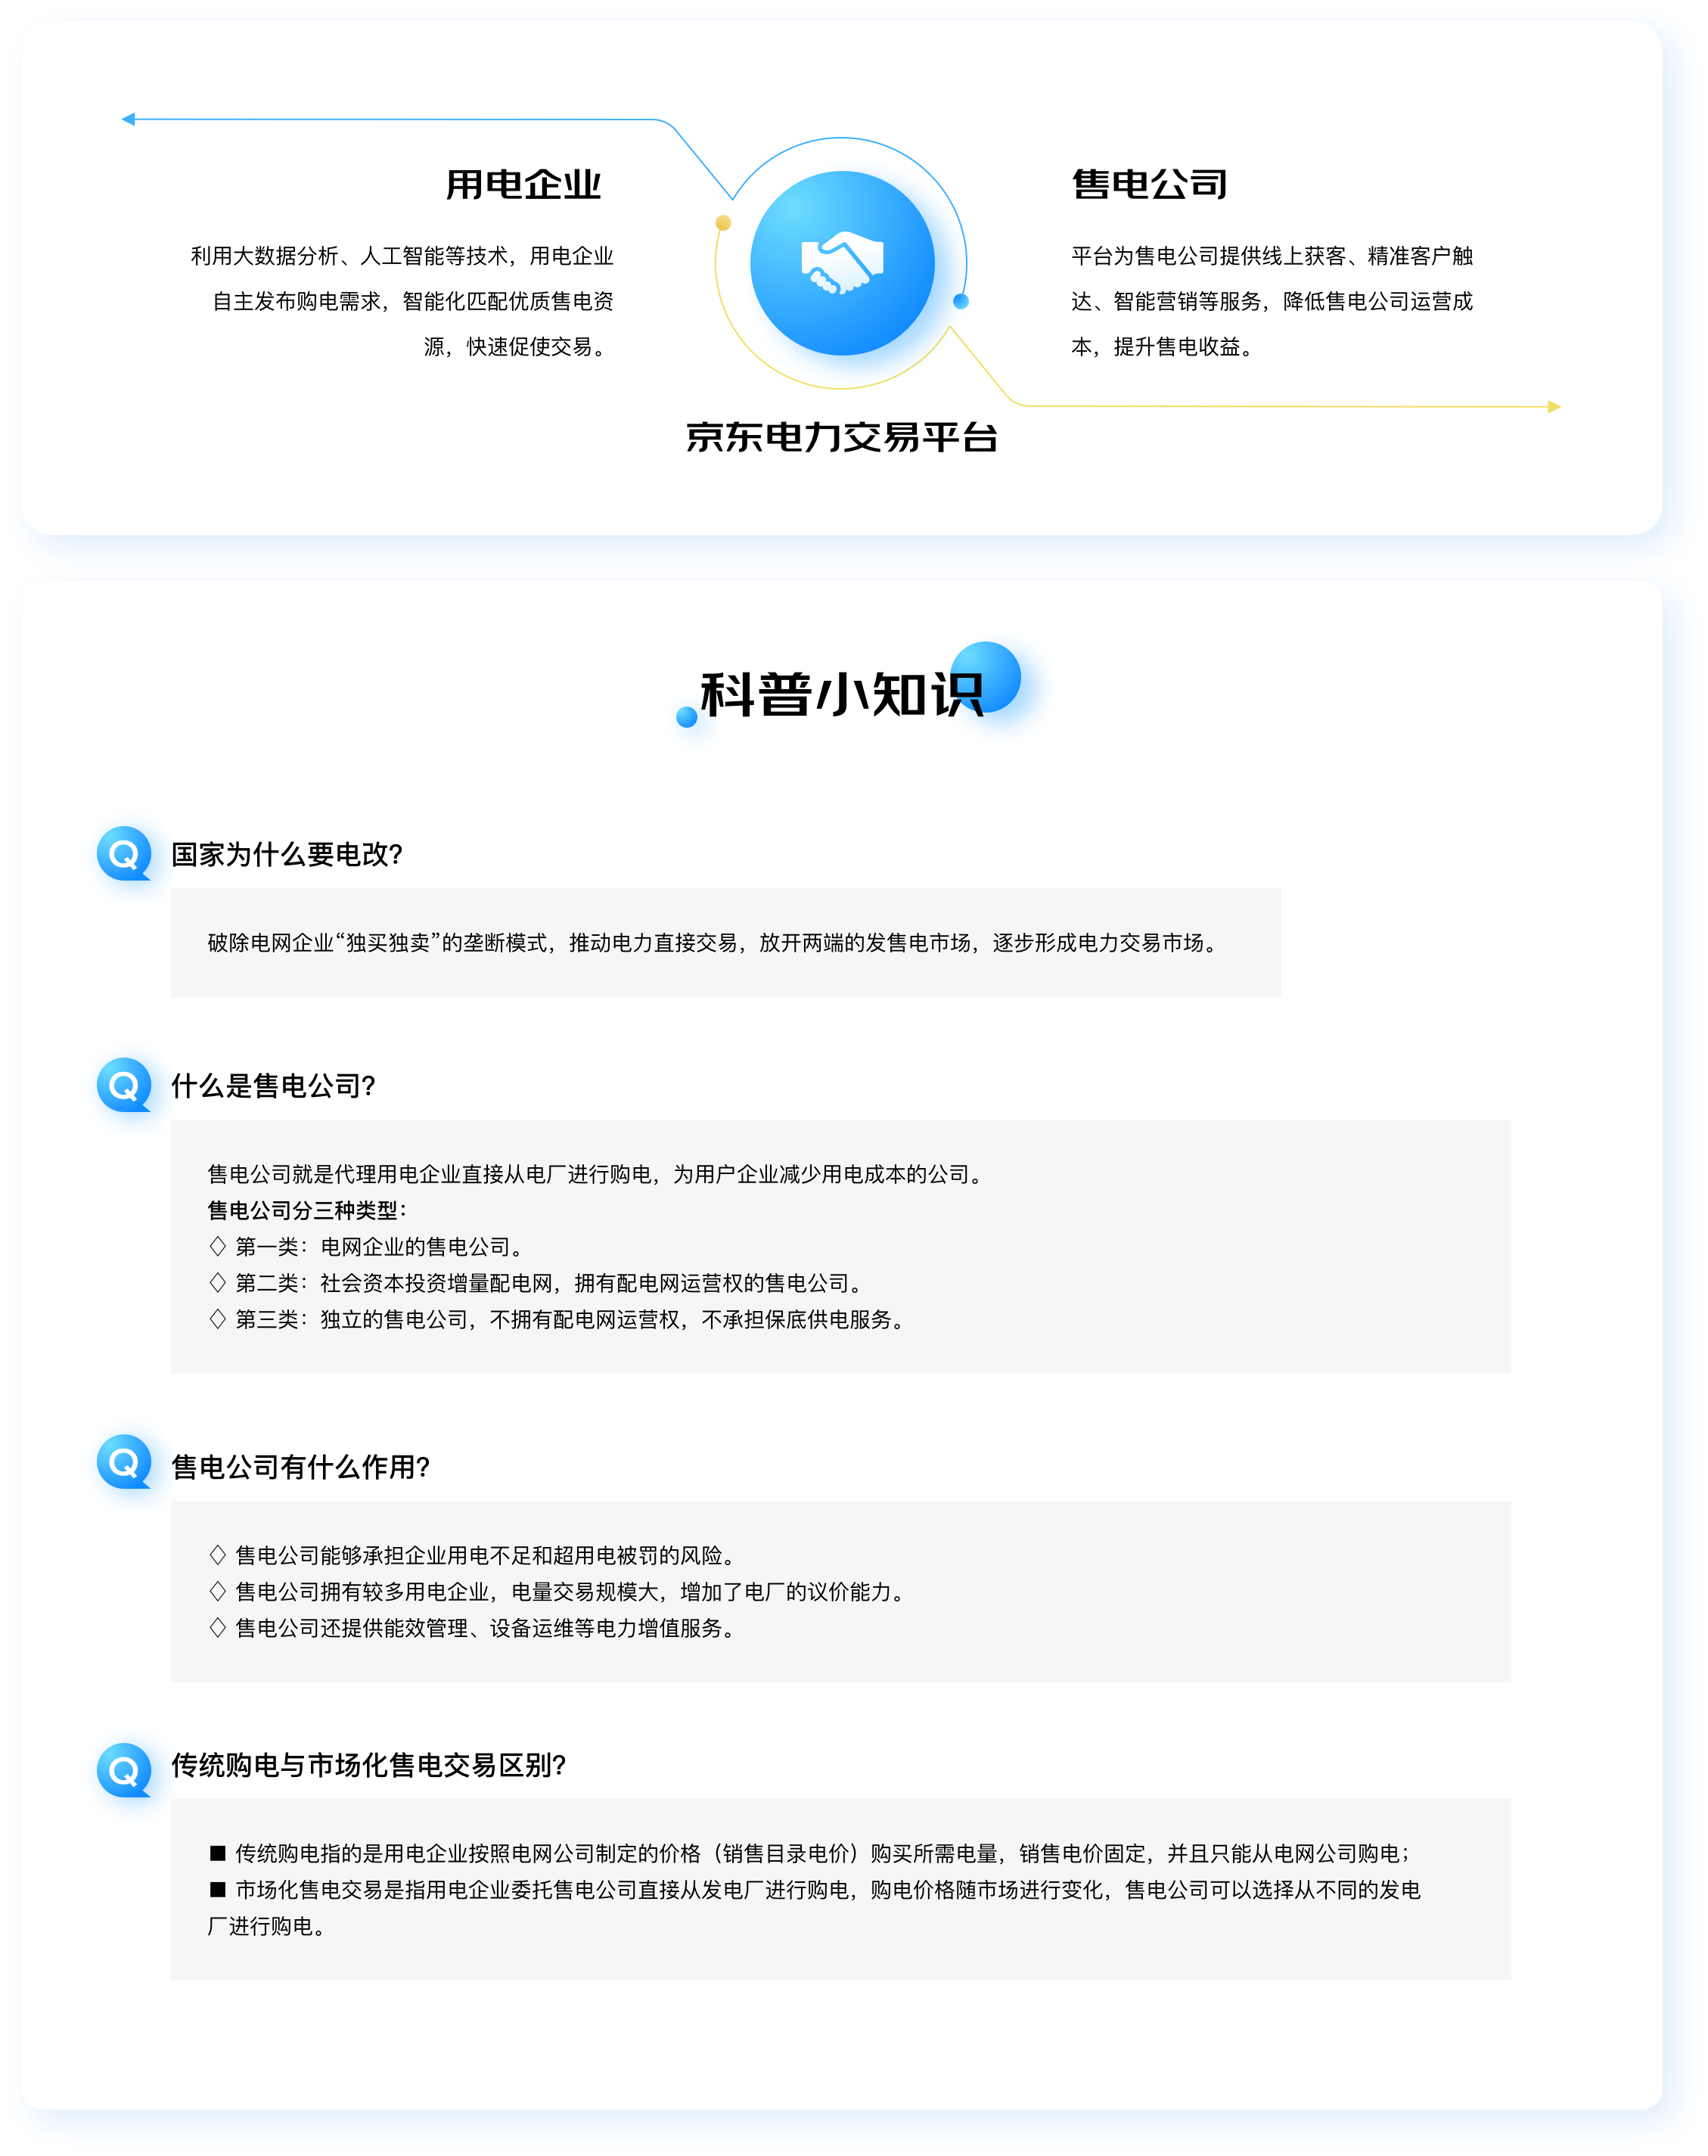 用电企业
利用大数据分析、人工智能等技术，用电企业
自主发布购电需求，智能化匹配优质售电资
源，快速促使交易。
售电公司
平台为售电公司提供线上获客、精准客户触
达、智能营销等服务，降低售电公司运营成
本，提升售电收益。
京东电力交易平台
科普小知识
Q 国家为什么要电改?
破除电网企业“独买独卖”的垄断模式，推动电力直接交易，放开两端的发售电市场，逐步形成电力交易市场。
Q 什么是售电公司?
售电公司就是代理用电企业直接从电厂进行购电，为用户企业减少用电成本的公司。
售电公司分三种类型：
◇ 第一类：电网企业的售电公司。
◇ 第二类：社会资本投资增量配电网，拥有配电网运营权的售电公司。
◇ 第三类：独立的售电公司，不拥有配电网运营权，不承担保底供电服务。
Q 售电公司有什么作用?
◇ 售电公司能够承担企业用电不足和超用电被罚的风险。
◇ 售电公司拥有较多用电企业，电量交易规模大，增加了电厂的议价能力。
◇ 售电公司还提供能效管理、设备运维等电力增值服务。
Q 传统购电与市场化售电交易区别?
■ 传统购电指的是用电企业按照电网公司制定的价格（销售目录电价）购买所需电量，销售电价固定，并且只能从电网公司购电；
■ 市场化售电交易是指用电企业委托售电公司直接从发电厂进行购电，购电价格随市场进行变化，售电公司可以选择从不同的发电
厂进行购电。